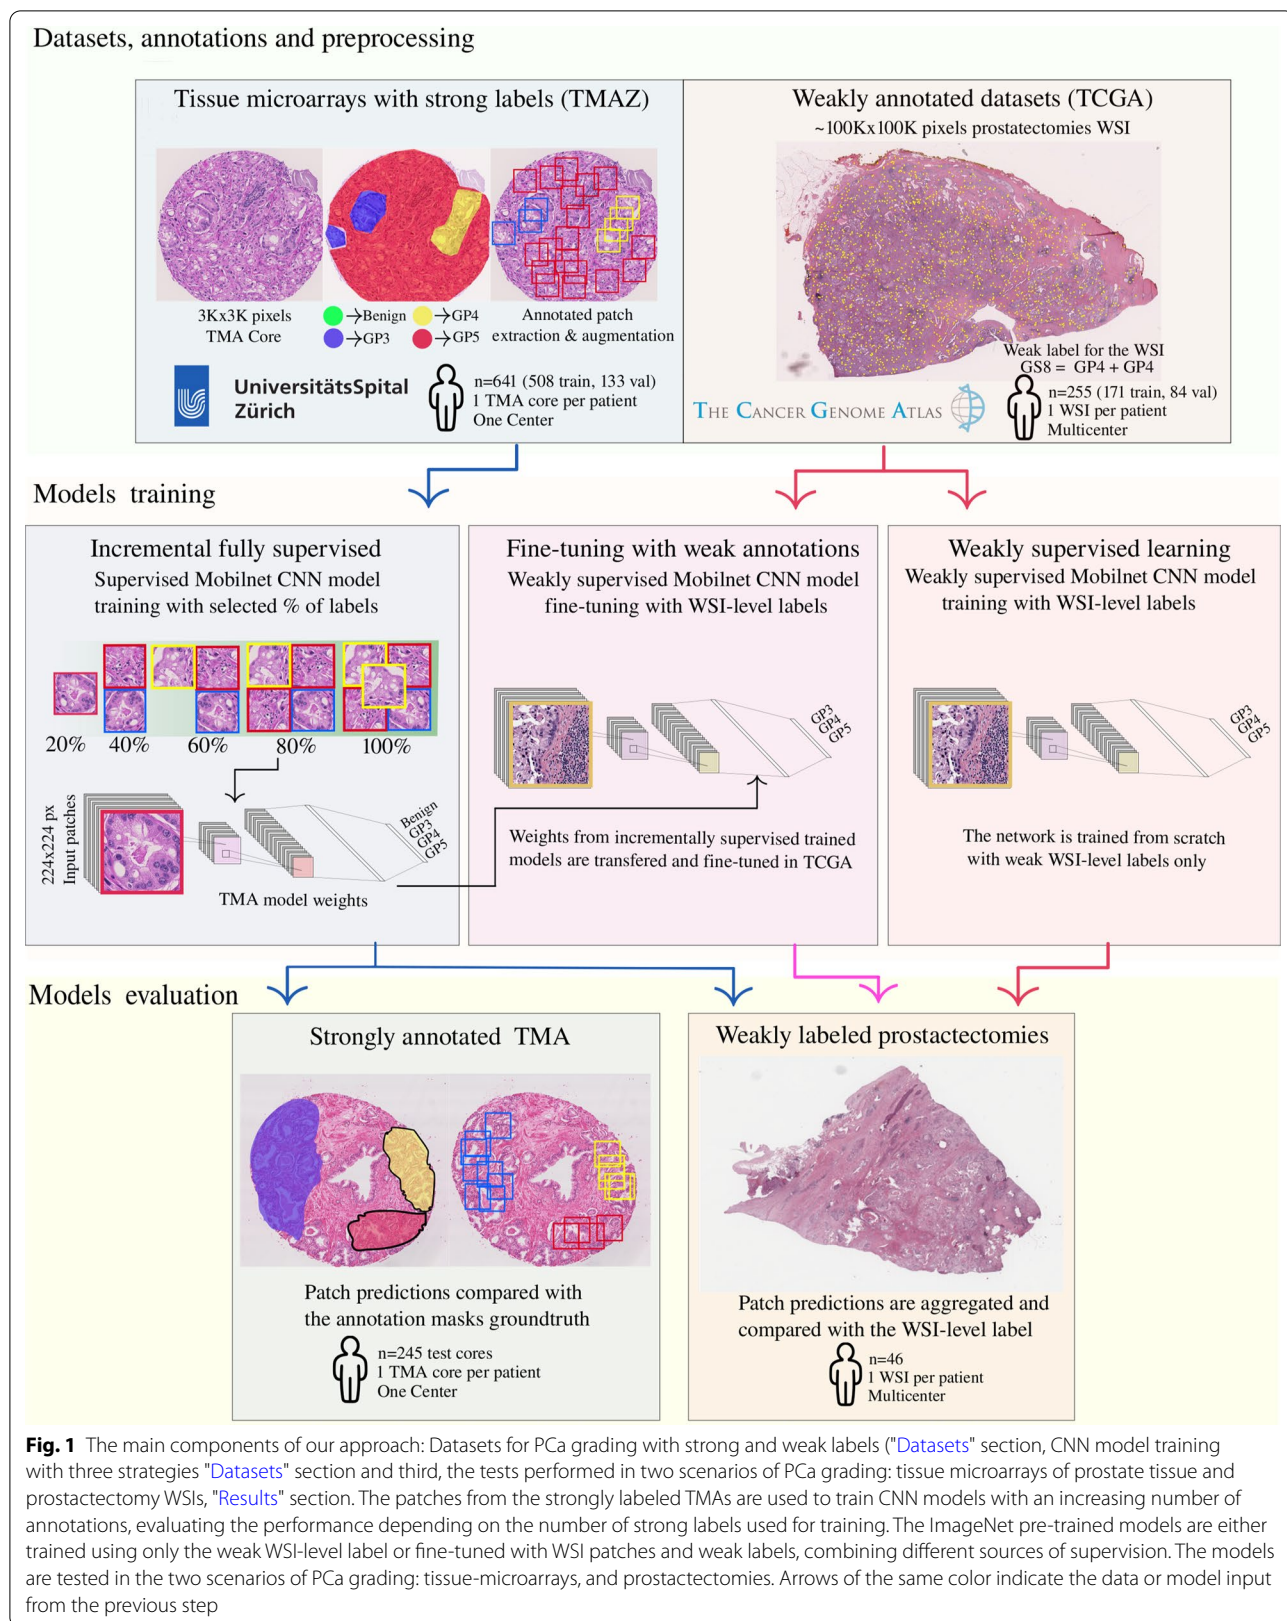 Datasets, annotations and preprocessing
Tissue microarrays with strong labels (TMAZ)
3Kx3K pixels
TMA Core
→Benign
→GP4
→GP3
→GP5
Annotated patch
extraction & augmentation
UniversitätsSpital
Zürich
n=641 (508 train, 133 val)
1 TMA core per patient
One Center
Weakly annotated datasets (TCGA)
~100Kx100K pixels prostatectomies WSI
Weak label for the WSI
GS8 = GP4 + GP4
THE CANCER GENOME ATLAS
n=255 (171 train, 84 val)
1 WSI per patient
Multicenter
Models training
Incremental fully supervised
Supervised Mobilnet CNN model
training with selected % of labels
20% 40% 60% 80% 100%
224x224 px
Input patches
Benign
GP3
GP4
GP5
TMA model weights
Fine-tuning with weak annotations
Weakly supervised Mobilnet CNN model
fine-tuning with WSI-level labels
GP3
GP4
GP5
Weights from incrementally supervised trained
models are transfered and fine-tuned in TCGA
Weakly supervised learning
Weakly supervised Mobilnet CNN model
training with WSI-level labels
GP3
GP4
GP5
The network is trained from scratch
with weak WSI-level labels only
Models evaluation
Strongly annotated TMA
Patch predictions compared with
the annotation masks groundtruth
n=245 test cores
1 TMA core per patient
One Center
Weakly labeled prostactectomies
Patch predictions are aggregated and
compared with the WSI-level label
n=46
1 WSI per patient
Multicenter
Fig. 1 The main components of our approach: Datasets for PCa grading with strong and weak labels ("Datasets" section, CNN model training
with three strategies "Datasets" section and third, the tests performed in two scenarios of PCa grading: tissue microarrays of prostate tissue and
prostactectomy WSIs, "Results" section. The patches from the strongly labeled TMAs are used to train CNN models with an increasing number of
annotations, evaluating the performance depending on the number of strong labels used for training. The ImageNet pre-trained models are either
trained using only the weak WSI-level label or fine-tuned with WSI patches and weak labels, combining different sources of supervision. The models
are tested in the two scenarios of PCa grading: tissue-microarrays, and prostactectomies. Arrows of the same color indicate the data or model input
from the previous step